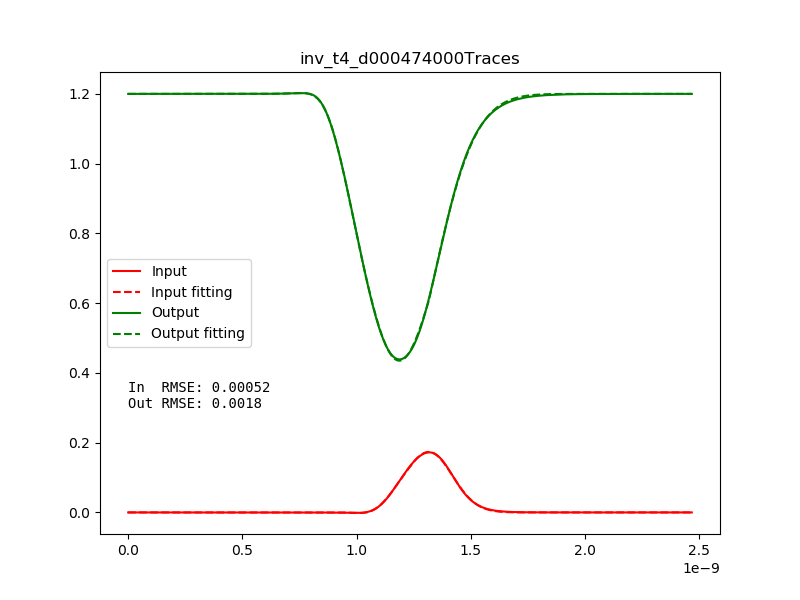 inv_t4_d000474000Traces
1.2
1.0
0.8
0.6
0.4
0.2
0.0
Input
Input fitting
Output
Output fitting
In  RMSE: 0.00052
Out RMSE: 0.0018
0.0
0.5
1.0
1.5
2.0
2.5
1e−9